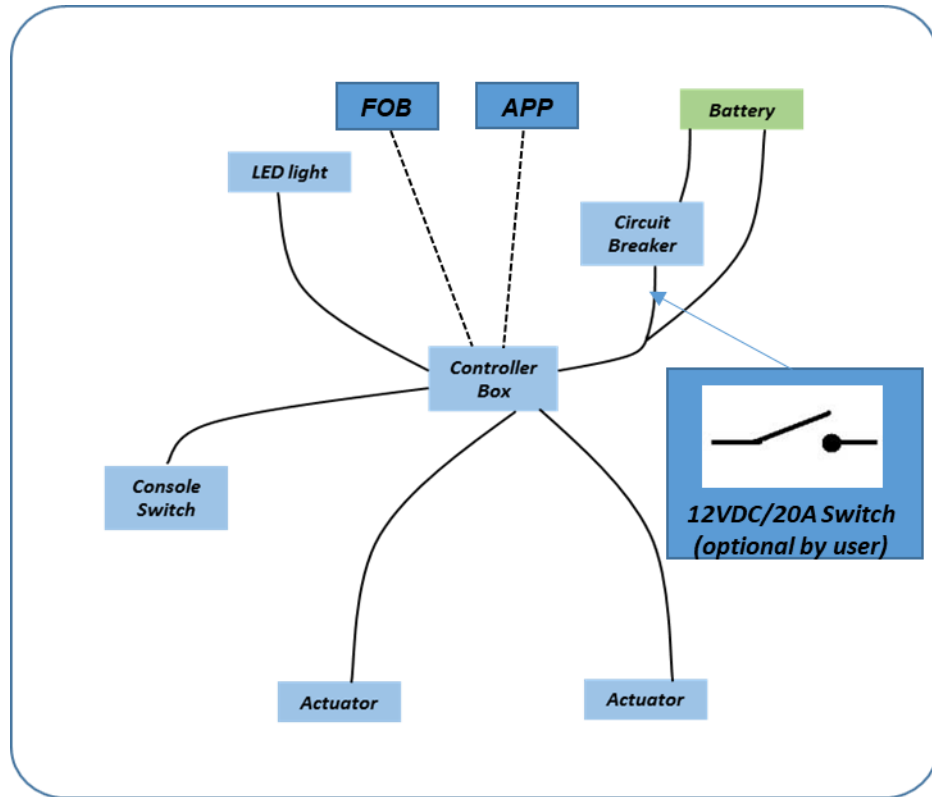 FOB
APP
Battery
LED light
Circuit
Breaker
Controller
Box
Console
Switch
12VDC/20A Switch
(optional by user)
Actuator
Actuator